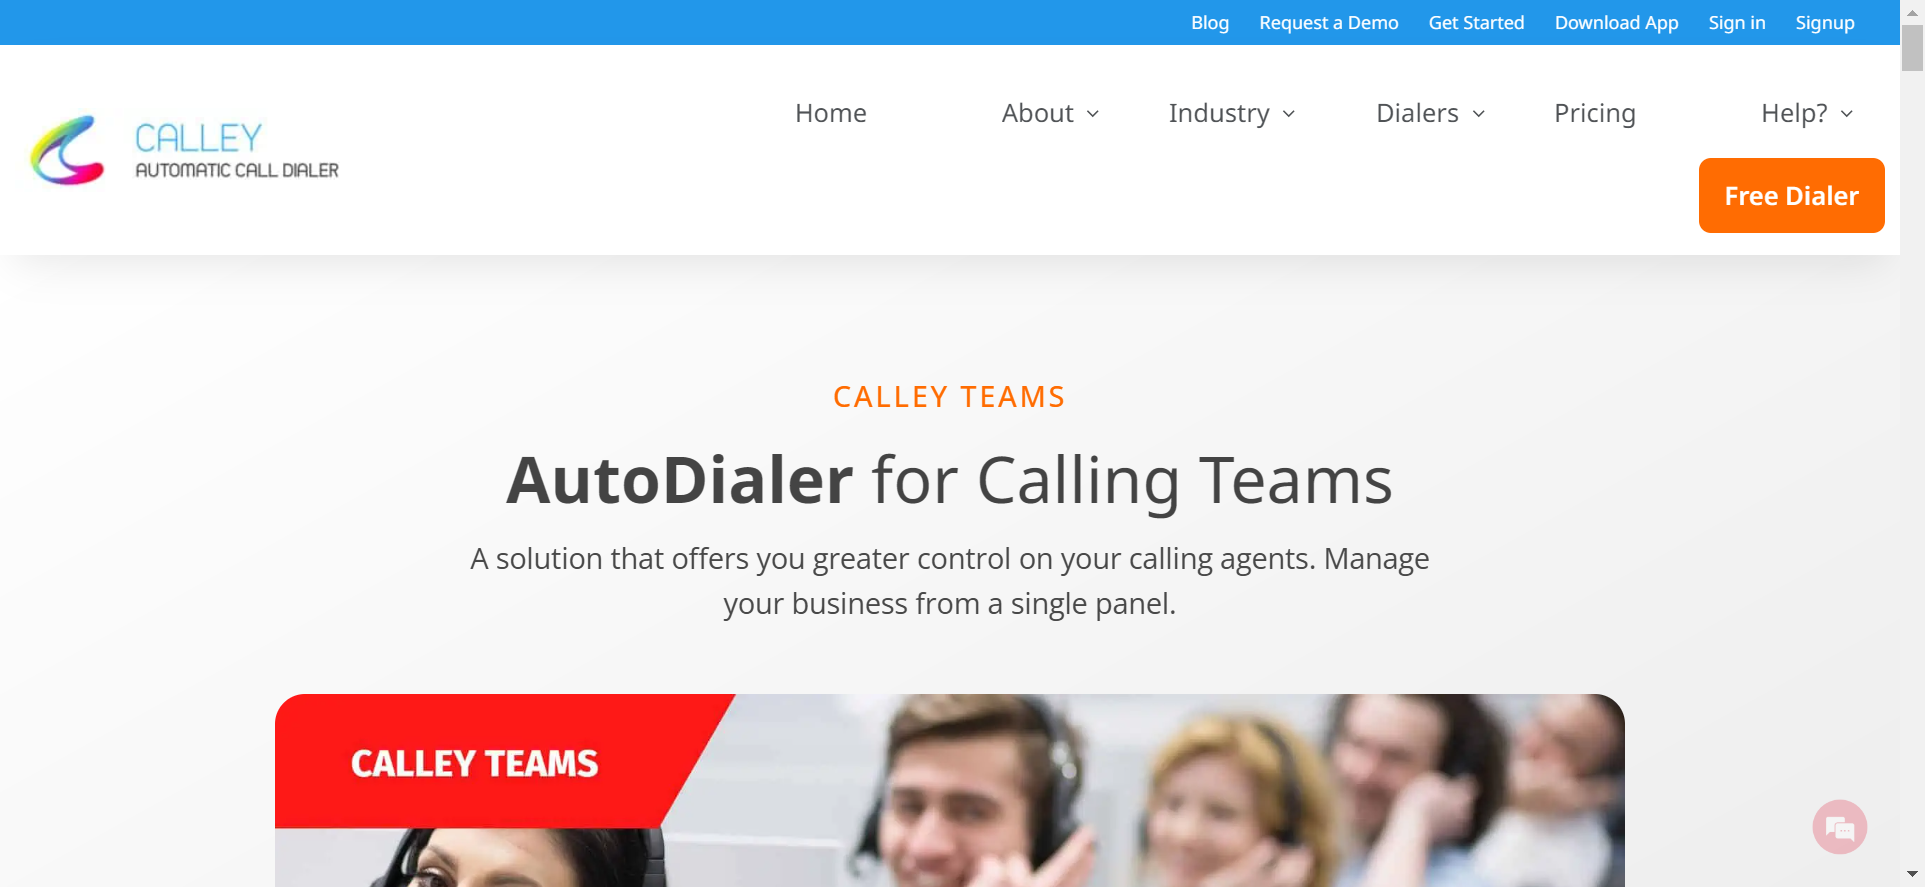 Blog Request a Demo Get Started Download App Sign in Signup
CALLEY
AUTOMATIC CALL DIALER
Home About Industry Dialers Pricing Help?
Free Dialer
CALLEY TEAMS
AutoDialer for Calling Teams
A solution that offers you greater control on your calling agents. Manage
your business from a single panel.
CALLEY TEAMS